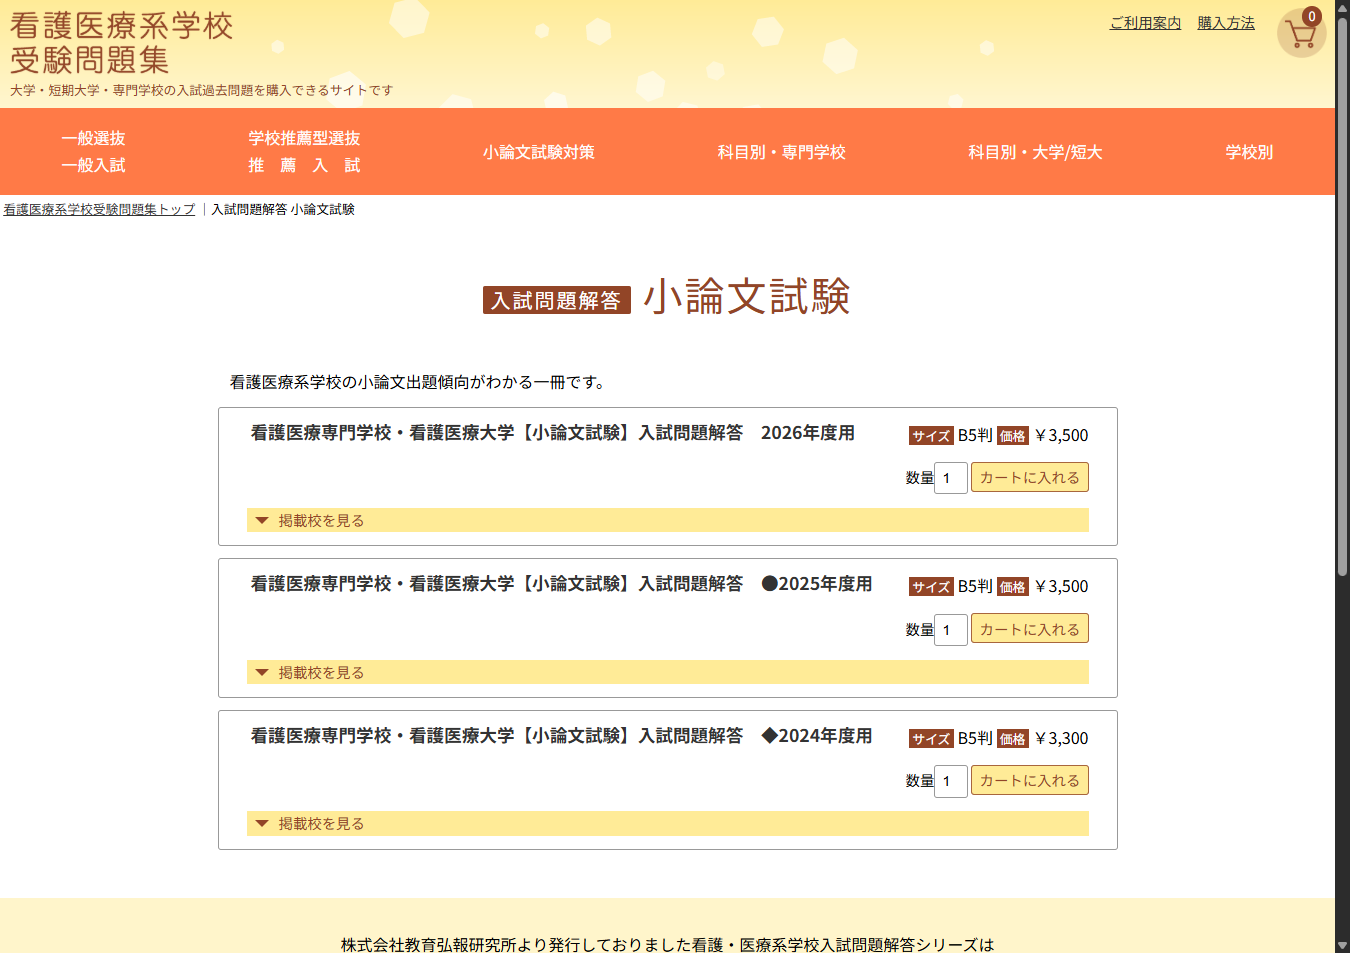 看護医療系学校
受験問題集
大学・短期大学・専門学校の入試過去問題を購入できるサイトです
ご利用案内 購入方法
0
一般選抜
一般入試
学校推薦型選抜
推 薦 入 試
小論文試験対策
科目別・専門学校
科目別・大学/短大
学校別
看護医療系学校受験問題集トップ | 入試問題解答 小論文試験
入試問題解答 小論文試験
看護医療系学校の小論文出題傾向がわかる一冊です。
看護医療専門学校・看護医療大学【小論文試験】入試問題解答 2026年度用
サイズ B5判 価格 ￥3,500
数量 1 カートに入れる
▼ 掲載校を見る
看護医療専門学校・看護医療大学【小論文試験】入試問題解答 ●2025年度用
サイズ B5判 価格 ￥3,500
数量 1 カートに入れる
▼ 掲載校を見る
看護医療専門学校・看護医療大学【小論文試験】入試問題解答 ◆2024年度用
サイズ B5判 価格 ￥3,300
数量 1 カートに入れる
▼ 掲載校を見る
株式会社教育弘報研究所より発行しておりました看護・医療系学校入試問題解答シリーズは